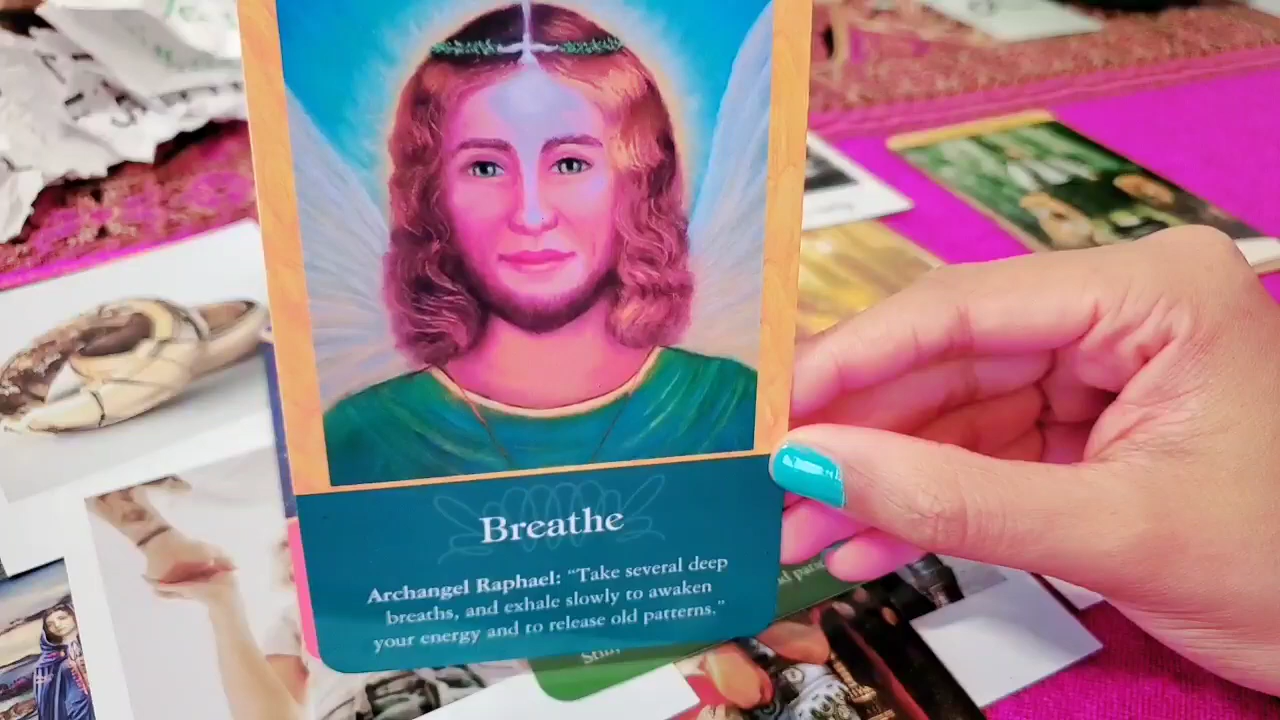 Breathe
Archangel Raphael: “Take several deep
breaths, and exhale slowly to awaken
your energy and to release old patterns.”